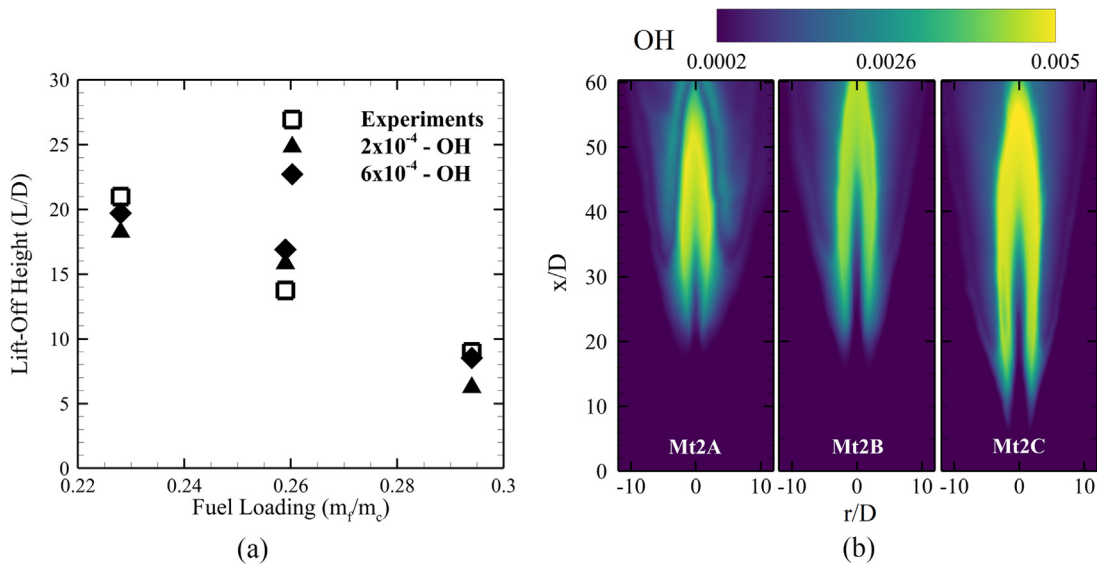 30
25
20
15
10
5
0
Lift-Off Height (L/D)
Experiments
2x10⁻⁴ - OH
6x10⁻⁴ - OH
0.22 0.24 0.26 0.28 0.3
Fuel Loading (m_f/m_c)
(a)
OH
0.0002 0.0026 0.005
60
50
40
30
20
10
0
x/D
Mt2A Mt2B Mt2C
-10 0 10 -10 0 10 -10 0 10
r/D
(b)